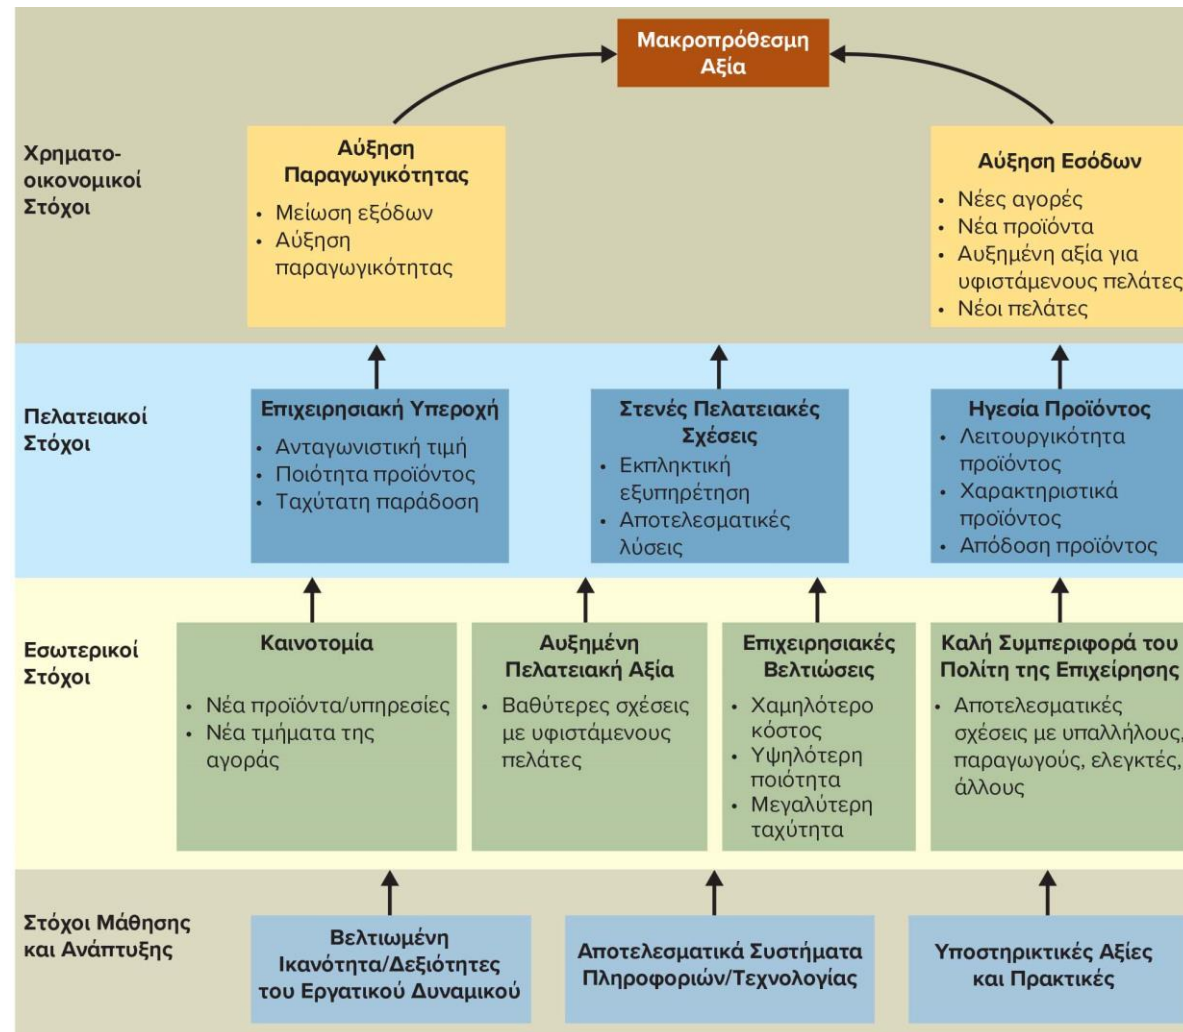 Μακροπρόθεσμη
Αξία
Χρηματο-
οικονομικοί
Στόχοι
Αύξηση
Παραγωγικότητας
• Μείωση εξόδων
• Αύξηση
παραγωγικότητας
Αύξηση Εσόδων
• Νέες αγορές
• Νέα προϊόντα
• Αυξημένη αξία για
υφιστάμενους πελάτες
• Νέοι πελάτες
Πελατειακοί
Στόχοι
Επιχειρησιακή Υπεροχή
• Ανταγωνιστική τιμή
• Ποιότητα προϊόντος
• Ταχύτατη παράδοση
Στενές Πελατειακές
Σχέσεις
• Εκπληκτική
εξυπηρέτηση
• Αποτελεσματικές
λύσεις
Ηγεσία Προϊόντος
• Λειτουργικότητα
προϊόντος
• Χαρακτηριστικά
προϊόντος
• Απόδοση προϊόντος
Εσωτερικοί
Στόχοι
Καινοτομία
• Νέα προϊόντα/υπηρεσίες
• Νέα τμήματα της
αγοράς
Αυξημένη
Πελατειακή Αξία
• Βαθύτερες σχέσεις
με υφιστάμενους
πελάτες
Επιχειρησιακές
Βελτιώσεις
• Χαμηλότερο
κόστος
• Υψηλότερη
ποιότητα
• Μεγαλύτερη
ταχύτητα
Καλή Συμπεριφορά του
Πολίτη της Επιχείρησης
• Αποτελεσματικές
σχέσεις με υπαλλήλους,
παραγωγούς, ελεγκτές,
άλλους
Στόχοι Μάθησης
και Ανάπτυξης
Βελτιωμένη
Ικανότητα/Δεξιότητες
του Εργατικού Δυναμικού
Αποτελεσματικά Συστήματα
Πληροφοριών/Τεχνολογίας
Υποστηρικτικές Αξίες
και Πρακτικές